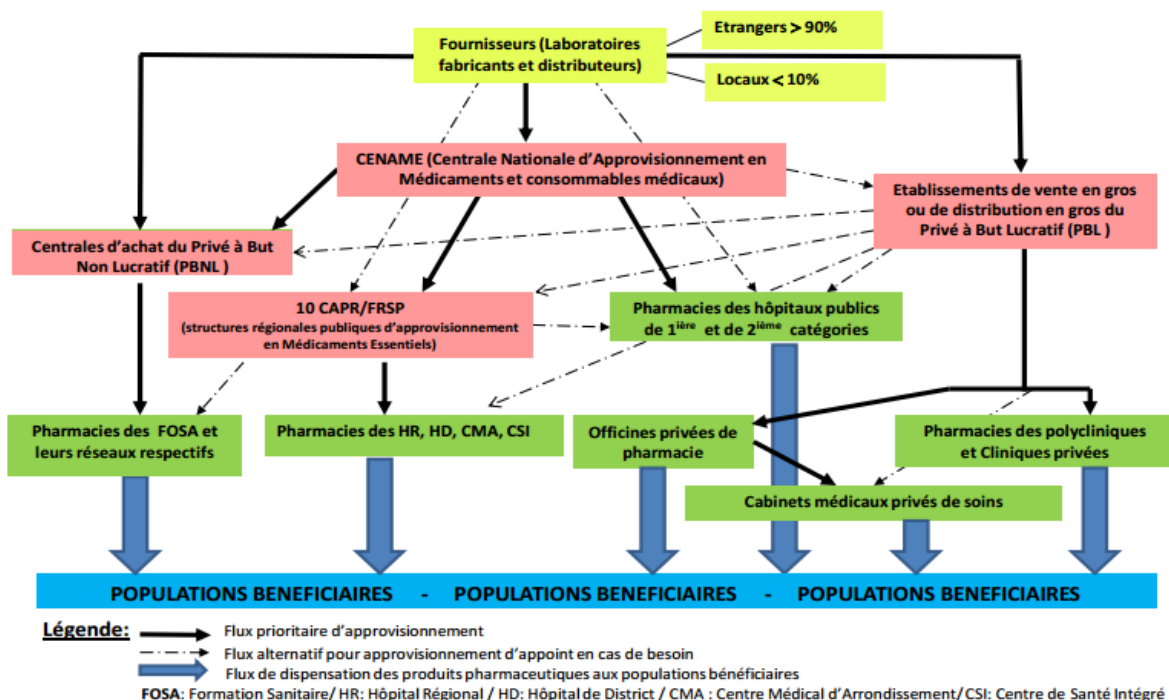 Fournisseurs (Laboratoires
fabricants et distributeurs)
Etrangers > 90%
Locaux < 10%
CENAME (Centrale Nationale d'Approvisionnement en
Médicaments et consommables médicaux)
Etablissements de vente en gros
ou de distribution en gros du
Privé à But Lucratif (PBL )
Centrales d'achat du Privé à But
Non Lucratif (PBNL )
10 CAPR/FRSP
(structures régionales publiques d'approvisionnement
en Médicaments Essentiels)
Pharmacies des hôpitaux publics
de 1ière et de 2ième catégories
Pharmacies des FOSA et
leurs réseaux respectifs
Pharmacies des HR, HD, CMA, CSI
Officines privées de
pharmacie
Pharmacies des polycliniques
et Cliniques privées
Cabinets médicaux privés de soins
POPULATIONS BENEFICIAIRES - POPULATIONS BENEFICIAIRES - POPULATIONS BENEFICIAIRES
Légende:
Flux prioritaire d'approvisionnement
Flux alternatif pour approvisionnement d'appoint en cas de besoin
Flux de dispensation des produits pharmaceutiques aux populations bénéficiaires
FOSA: Formation Sanitaire/ HR: Hôpital Régional / HD: Hôpital de District / CMA : Centre Médical d'Arrondissement/ CSI: Centre de Santé Intégré